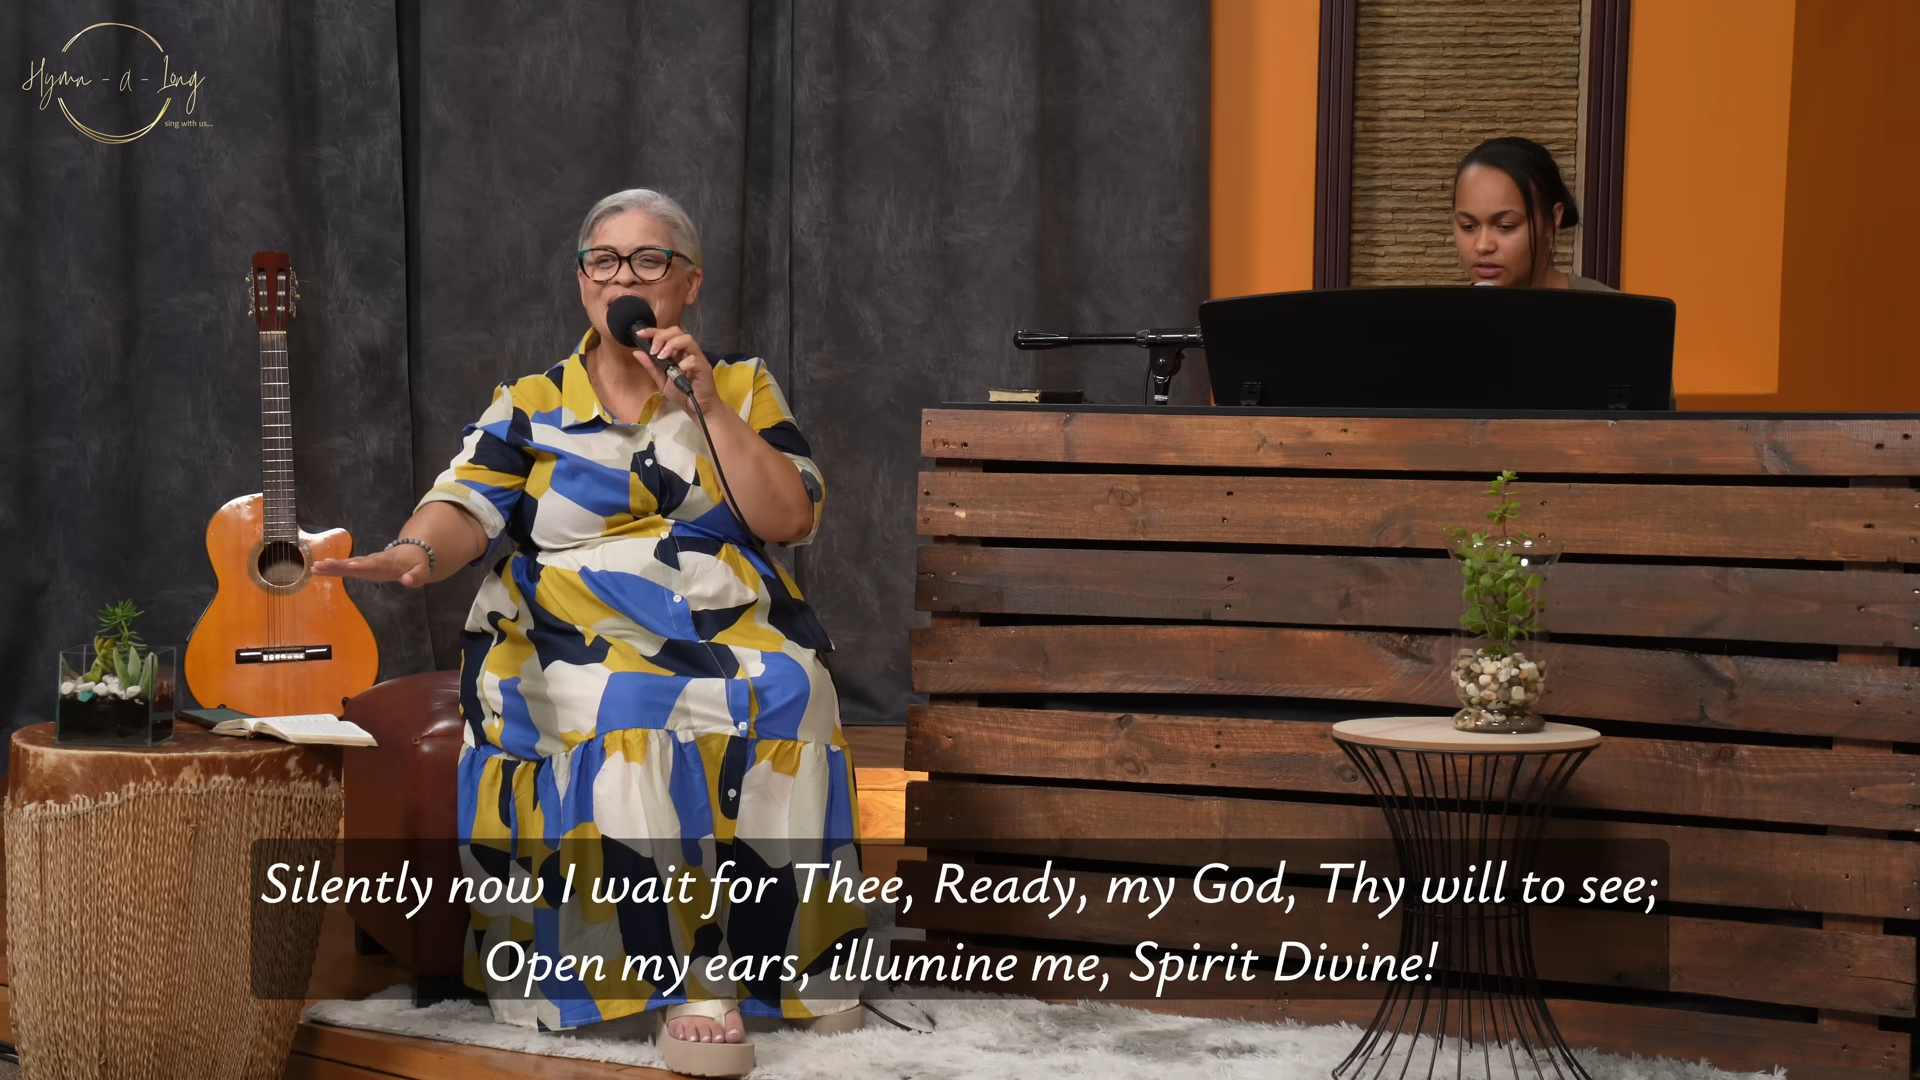 Hymn - a - Long
sing with us...
Silently now I wait for Thee, Ready, my God, Thy will to see;
Open my ears, illumine me, Spirit Divine!